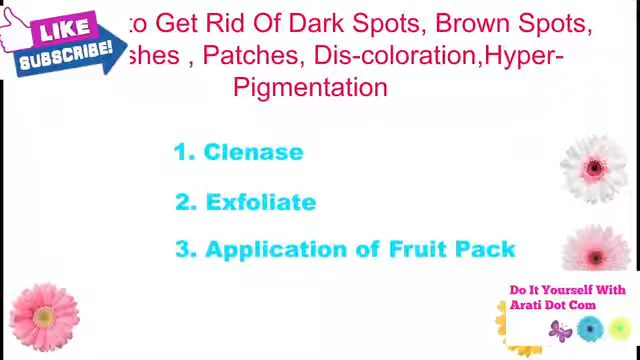 LIKE
SUBSCRIBE!
to Get Rid Of Dark Spots, Brown Spots,
, Patches, Dis-coloration,Hyper-
Pigmentation
1. Clenase
2. Exfoliate
3. Application of Fruit Pack
Do It Yourself With
Arati Dot Com